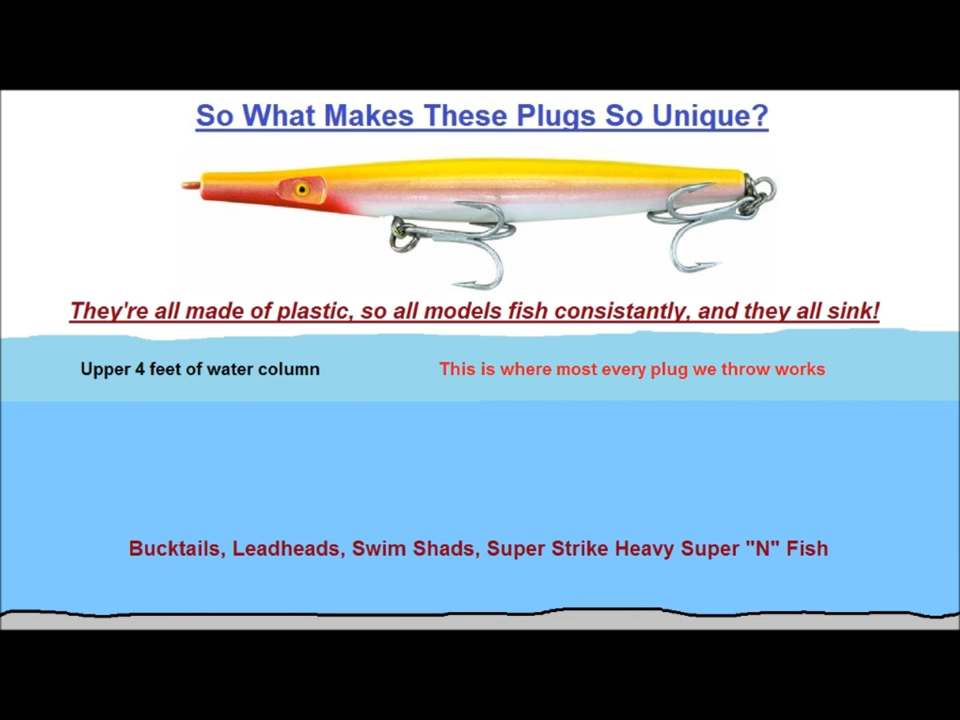 So What Makes These Plugs So Unique?
They're all made of plastic, so all models fish consistantly, and they all sink!
Upper 4 feet of water column
This is where most every plug we throw works
Bucktails, Leadheads, Swim Shads, Super Strike Heavy Super "N" Fish